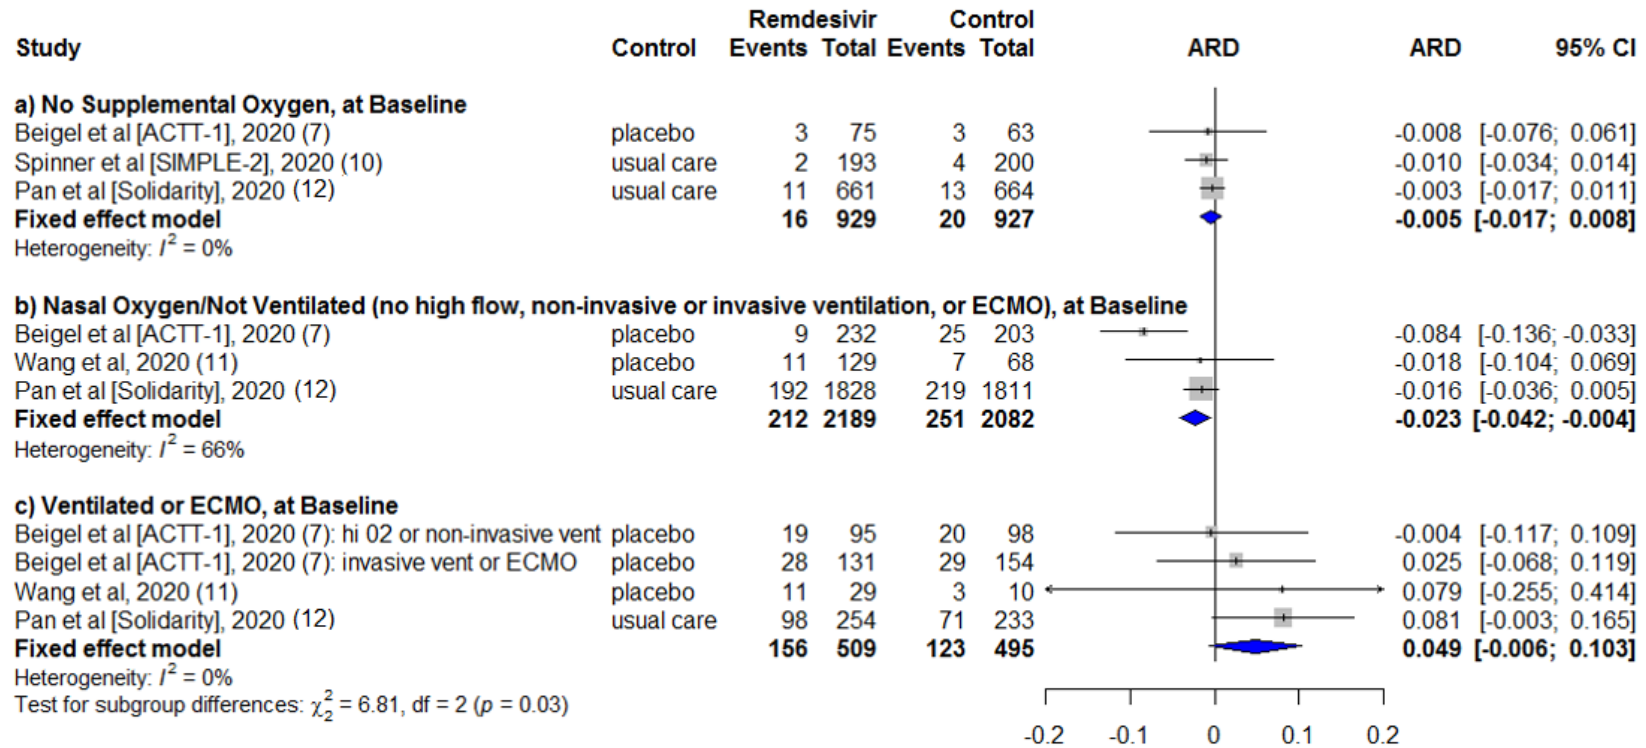 Remdesivir Control
Study Control Events Total Events Total ARD ARD 95% CI
a) No Supplemental Oxygen, at Baseline
Beigel et al [ACTT-1], 2020 (7) placebo 3 75 3 63 -0.008 [-0.076; 0.061]
Spinner et al [SIMPLE-2], 2020 (10) usual care 2 193 4 200 -0.010 [-0.034; 0.014]
Pan et al [Solidarity], 2020 (12) usual care 11 661 13 664 -0.003 [-0.017; 0.011]
Fixed effect model 16 929 20 927 -0.005 [-0.017; 0.008]
Heterogeneity: I² = 0%
b) Nasal Oxygen/Not Ventilated (no high flow, non-invasive or invasive ventilation, or ECMO), at Baseline
Beigel et al [ACTT-1], 2020 (7) placebo 9 232 25 203 -0.084 [-0.136; -0.033]
Wang et al, 2020 (11) placebo 11 129 7 68 -0.018 [-0.104; 0.069]
Pan et al [Solidarity], 2020 (12) usual care 192 1828 219 1811 -0.016 [-0.036; 0.005]
Fixed effect model 212 2189 251 2082 -0.023 [-0.042; -0.004]
Heterogeneity: I² = 66%
c) Ventilated or ECMO, at Baseline
Beigel et al [ACTT-1], 2020 (7): hi 02 or non-invasive vent placebo 19 95 20 98 -0.004 [-0.117; 0.109]
Beigel et al [ACTT-1], 2020 (7): invasive vent or ECMO placebo 28 131 29 154 0.025 [-0.068; 0.119]
Wang et al, 2020 (11) placebo 11 29 3 10 0.079 [-0.255; 0.414]
Pan et al [Solidarity], 2020 (12) usual care 98 254 71 233 0.081 [-0.003; 0.165]
Fixed effect model 156 509 123 495 0.049 [-0.006; 0.103]
Heterogeneity: I² = 0%
Test for subgroup differences: χ²₂ = 6.81, df = 2 (p = 0.03)
-0.2 -0.1 0 0.1 0.2